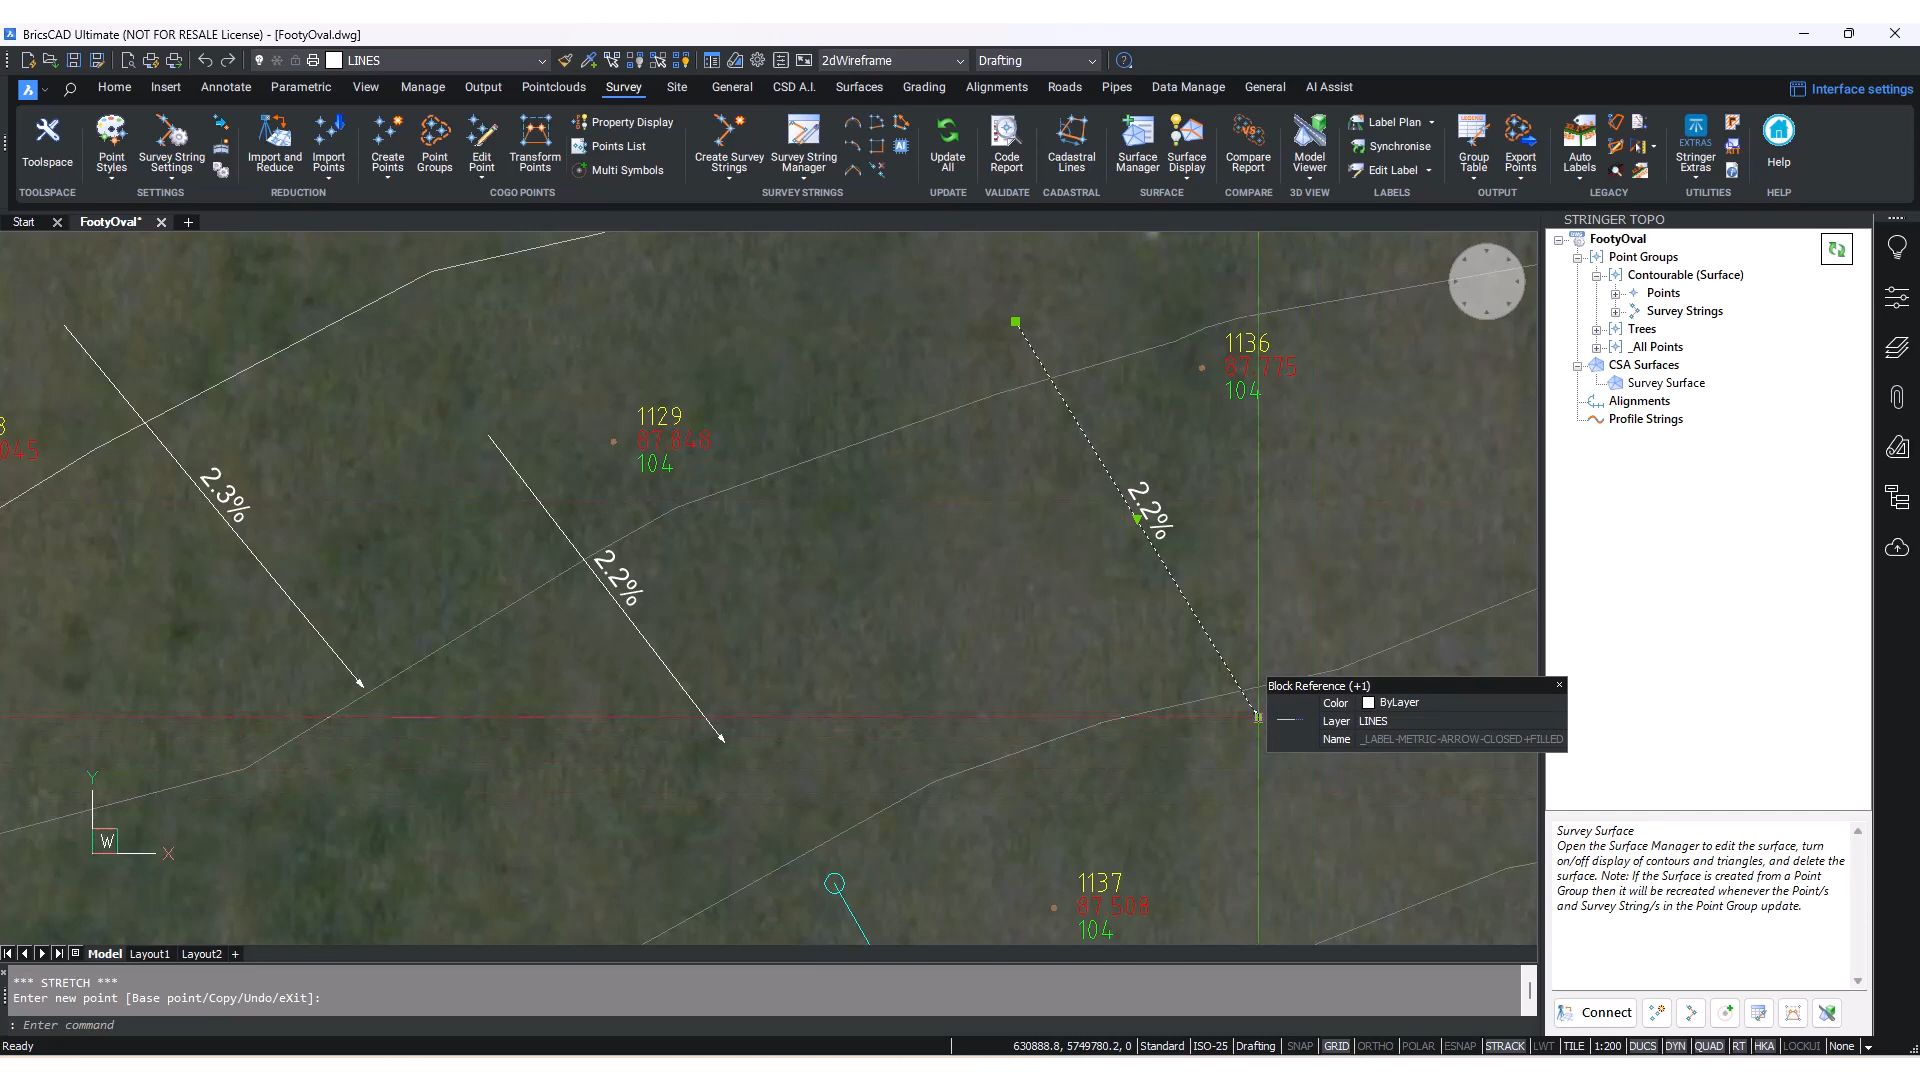 BricsCAD Ultimate (NOT FOR RESALE License) - [FootyOval.dwg]
LINES
2dWireframe
Drafting
Home Insert Annotate Parametric View Manage Output Pointclouds Survey Site General CSD A.I. Surfaces Grading Alignments Roads Pipes Data Manage General AI Assist
Interface settings
Toolspace
TOOLSPACE
Point Styles
Survey String Settings
SETTINGS
Import and Reduce
Import Points
REDUCTION
Create Points
Point Groups
Edit Point
Transform Points
Property Display
Points List
Multi Symbols
COGO POINTS
Create Survey Strings
Survey String Manager
SURVEY STRINGS
Update All
UPDATE
Code Report
VALIDATE
Cadastral Lines
CADASTRAL
Surface Manager
Surface Display
SURFACE
Compare Report
COMPARE
Model Viewer
3D VIEW
Label Plan
Synchronise
Edit Label
LABELS
Group Table
Export Points
OUTPUT
Auto Labels
LEGACY
EXTRAS
Stringer Extras
UTILITIES
Help
HELP
Start
FootyOval*
STRINGER TOPO
FootyOval
Point Groups
Contourable (Surface)
Points
Survey Strings
Trees
_All Points
CSA Surfaces
Survey Surface
Alignments
Profile Strings
045
2.3%
1129
87.848
104
2.2%
2.2%
1136
87.775
104
1137
87.508
104
Block Reference (+1)
Color ByLayer
Layer LINES
Name _LABEL-METRIC-ARROW-CLOSED+FILLED
Y
W
X
Survey Surface
Open the Surface Manager to edit the surface, turn
on/off display of contours and triangles, and delete the
surface. Note: If the Surface is created from a Point
Group then it will be recreated whenever the Point/s
and Survey String/s in the Point Group update.
Connect
Model Layout1 Layout2 +
*** STRETCH ***
Enter new point [Base point/Copy/Undo/eXit]:
: Enter command
Ready
630888.8, 5749780.2, 0 Standard ISO-25 Drafting SNAP GRID ORTHO POLAR ESNAP STRACK LWT TILE 1:200 DUCS DYN QUAD RT HKA LOCKUI None